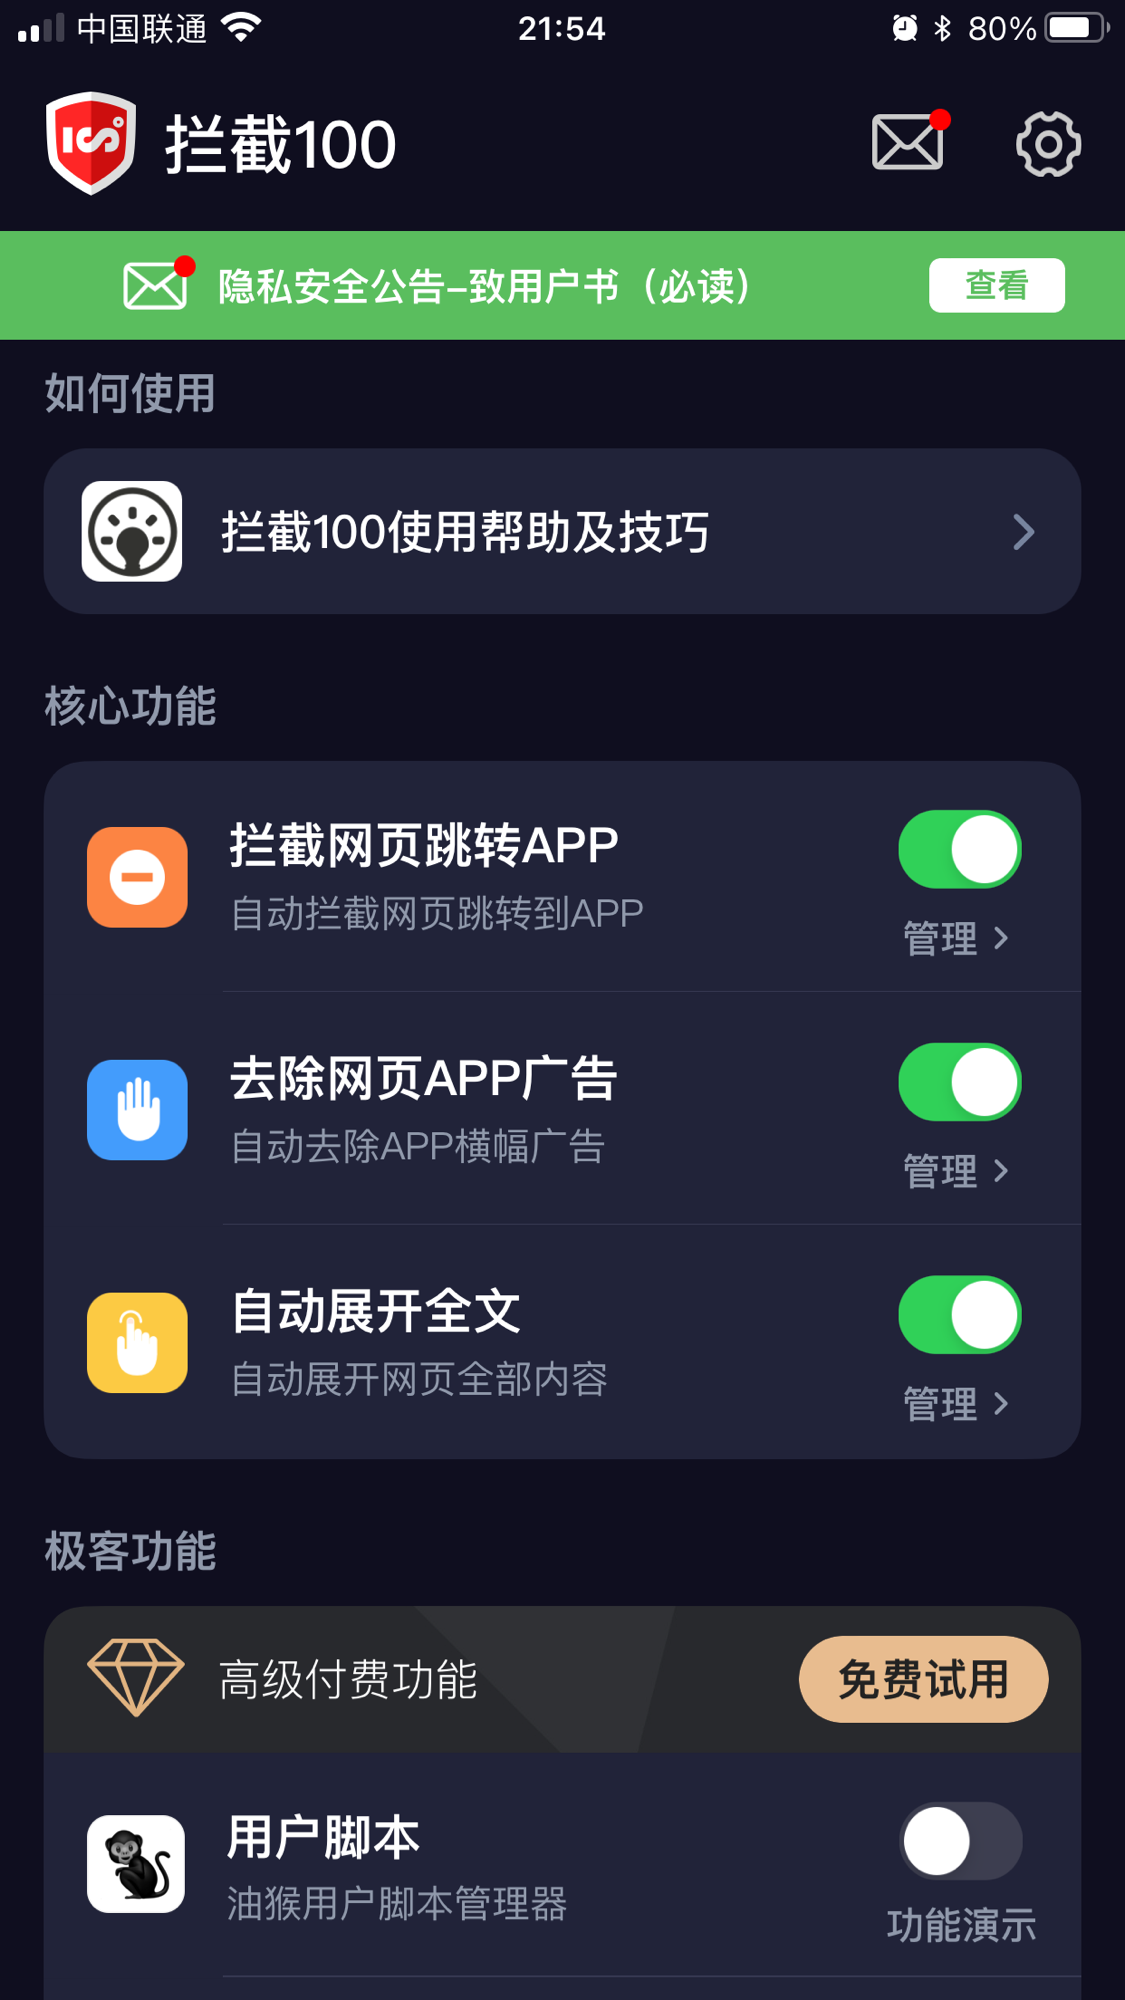 中国联通 21:54 80%
拦截100
隐私安全公告–致用户书（必读） 查看
如何使用
拦截100使用帮助及技巧
核心功能
拦截网页跳转APP
自动拦截网页跳转到APP
管理
去除网页APP广告
自动去除APP横幅广告
管理
自动展开全文
自动展开网页全部内容
管理
极客功能
高级付费功能 免费试用
用户脚本
油猴用户脚本管理器
功能演示